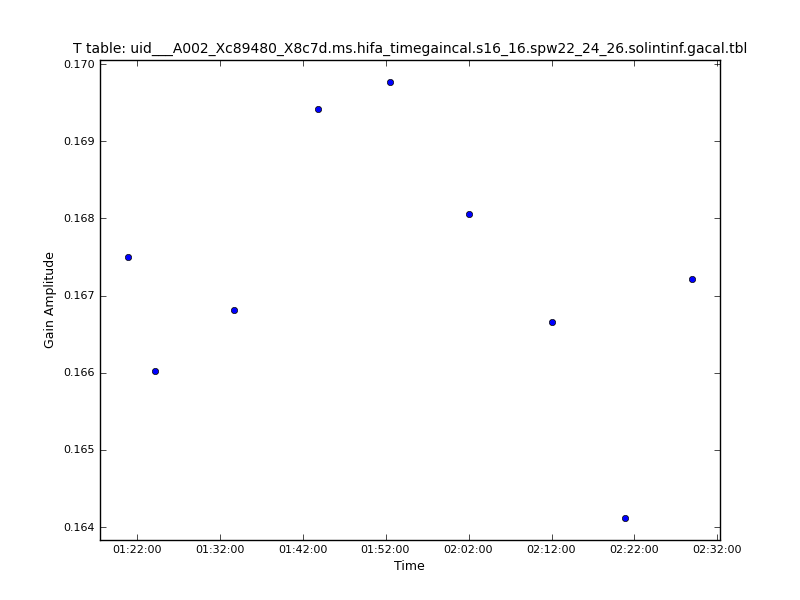 T table: uid___A002_Xc89480_X8c7d.ms.hifa_timegaincal.s16_16.spw22_24_26.solintinf.gacal.tbl
0.170
0.169
0.168
0.167
0.166
0.165
0.164
Gain Amplitude
01:22:00 01:32:00 01:42:00 01:52:00 02:02:00 02:12:00 02:22:00 02:32:00
Time